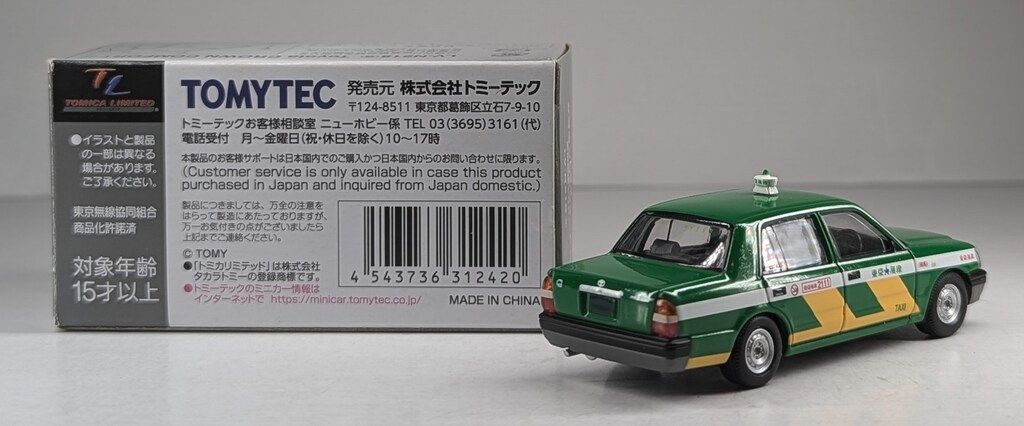 TL
TOMICA LIMITED
●イラストと製品
の一部は異なる
場合があります。
ご了承ください。
東京無線協同組合
商品化許諾済
対象年齢
15才以上
TOMYTEC 発売元 株式会社トミーテック
〒124-8511 東京都葛飾区立石7-9-10
トミーテックお客様相談室 ニューホビー係 TEL 03(3695)3161(代)
電話受付 月～金曜日(祝・休日を除く)10～17時
本製品のお客様サポートは日本国内でのご購入かつ日本国内からのお問い合わせに限ります。
(Customer service is only available in case this product
purchased in Japan and inquired from Japan domestic.)
製品につきましては、万全の注意を
はらって製造にあたっておりますが、
万一お気付きの点がございましたら
上記までご連絡ください。
© TOMY
●「トミカリミテッド」は株式会社
タカラトミーの登録商標です。
●トミーテックのミニカー情報は
インターネットで https://minicar.tomytec.co.jp/
4 543736 312420
MADE IN CHINA
東京★無線
2111
TAXI